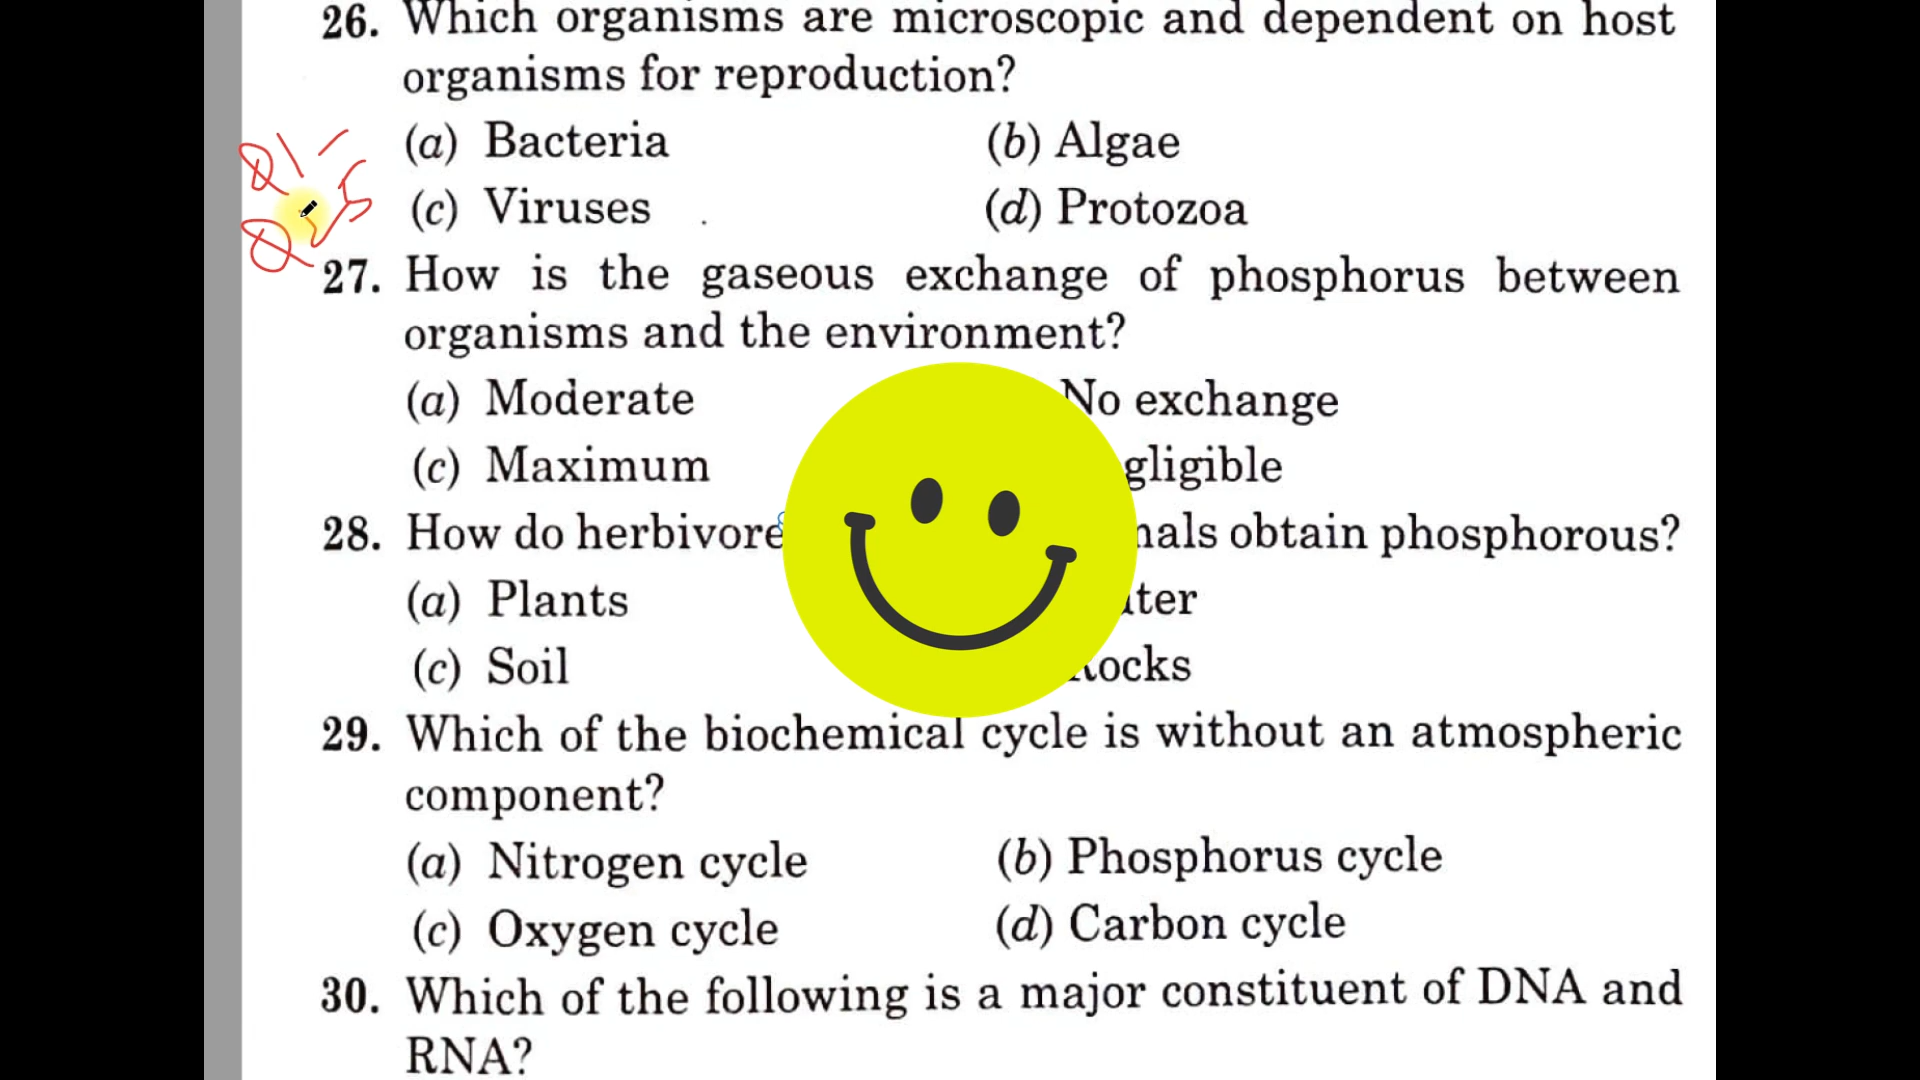 26. Which organisms are microscopic and dependent on host
organisms for reproduction?
(a) Bacteria (b) Algae
(c) Viruses (d) Protozoa
Q1-
Q25
27. How is the gaseous exchange of phosphorus between
organisms and the environment?
(a) Moderate No exchange
(c) Maximum gligible
28. How do herbivore obtain phosphorous?
(a) Plants
(c) Soil ocks
29. Which of the biochemical cycle is without an atmospheric
component?
(a) Nitrogen cycle (b) Phosphorus cycle
(c) Oxygen cycle (d) Carbon cycle
30. Which of the following is a major constituent of DNA and
RNA?